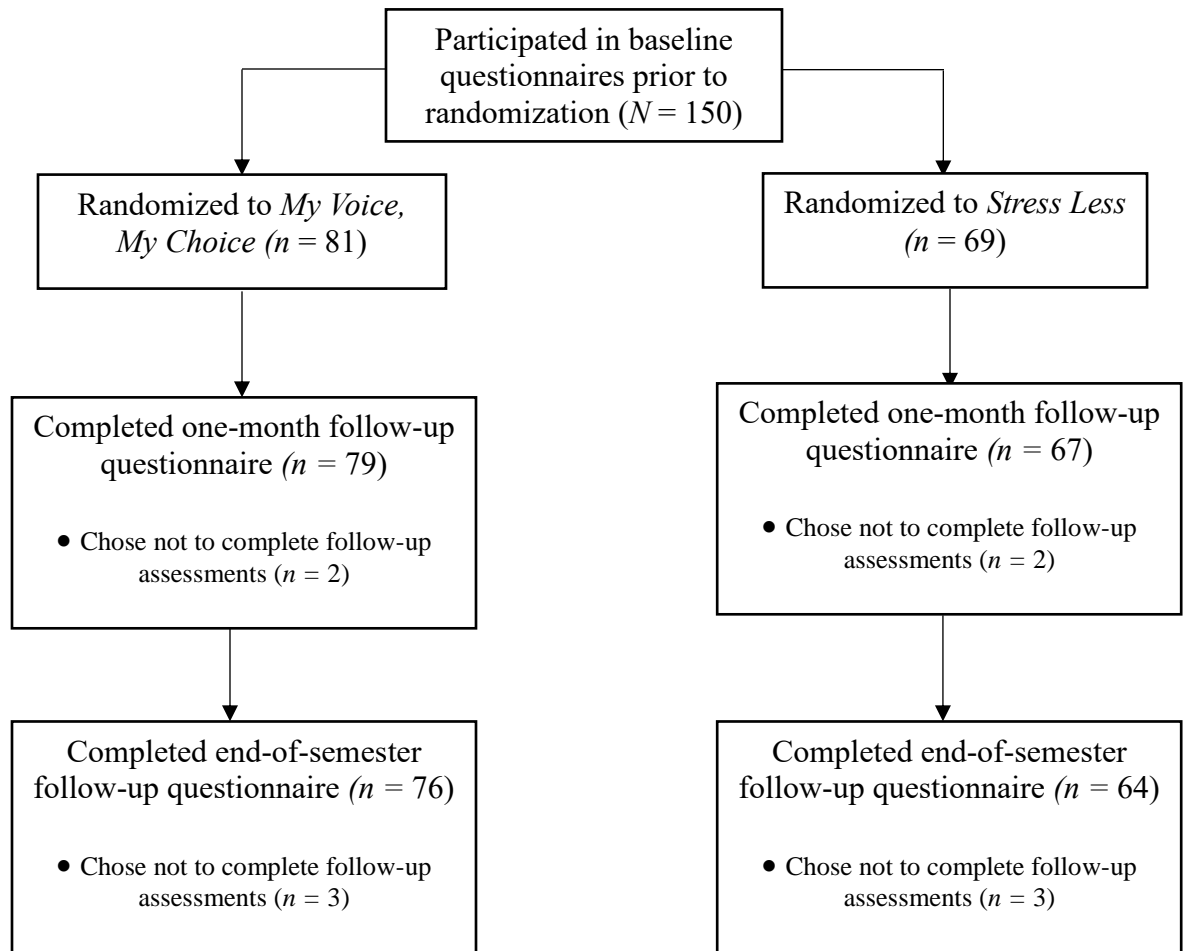 Participated in baseline
questionnaires prior to
randomization (N = 150)
Randomized to My Voice,
My Choice (n = 81)
Randomized to Stress Less
(n = 69)
Completed one-month follow-up
questionnaire (n = 79)
• Chose not to complete follow-up
assessments (n = 2)
Completed one-month follow-up
questionnaire (n = 67)
• Chose not to complete follow-up
assessments (n = 2)
Completed end-of-semester
follow-up questionnaire (n = 76)
• Chose not to complete follow-up
assessments (n = 3)
Completed end-of-semester
follow-up questionnaire (n = 64)
• Chose not to complete follow-up
assessments (n = 3)